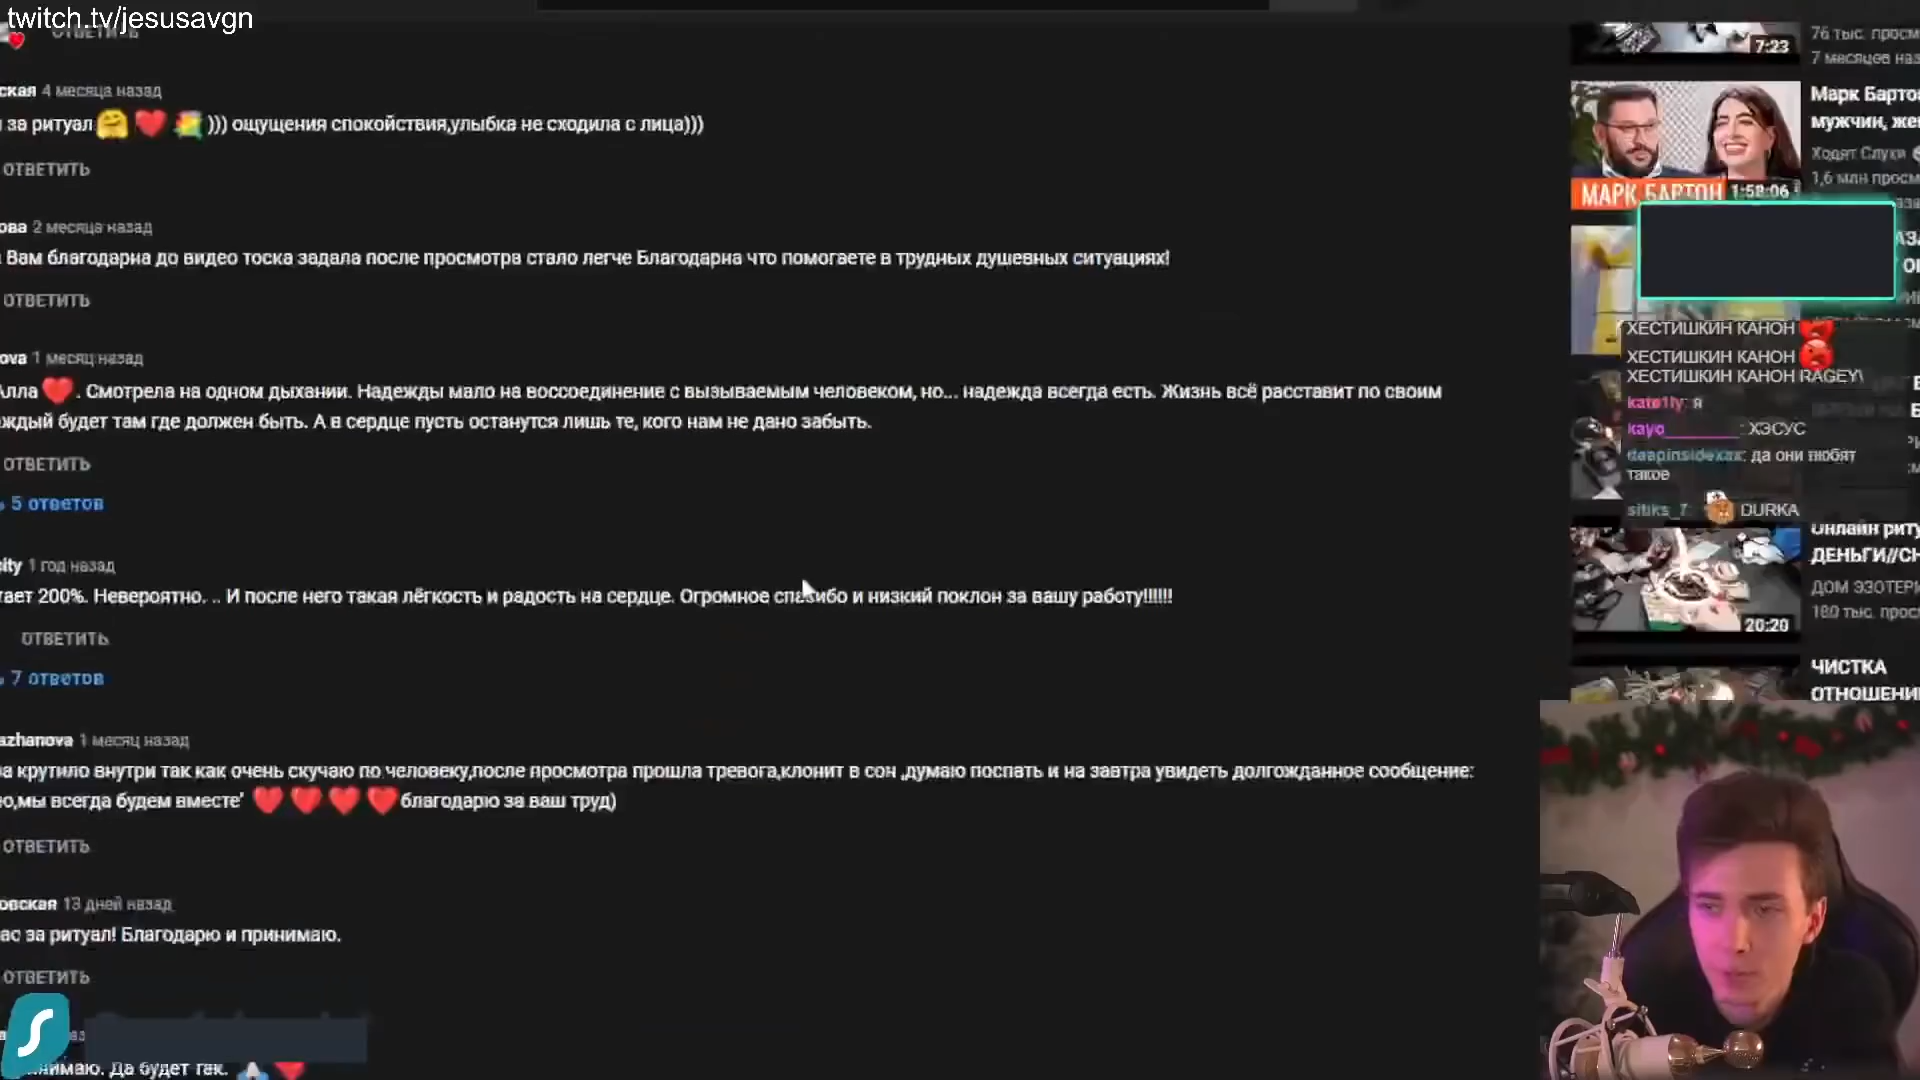 twitch.tv/jesusavgn
ОТВЕТИТЬ
ская 4 месяца назад
за ритуал ))) ощущения спокойствия,улыбка не сходила с лица)))
ОТВЕТИТЬ
ова 2 месяца назад
Вам благодарна до видео тоска задала после просмотра стало легче Благодарна что помогаете в трудных душевных ситуациях!
ОТВЕТИТЬ
ova 1 месяц назад
Алла . Смотрела на одном дыхании. Надежды мало на воссоединение с вызываемым человеком, но... надежда всегда есть. Жизнь всё расставит по своим
ждый будет там где должен быть. А в сердце пусть останутся лишь те, кого нам не дано забыть.
ОТВЕТИТЬ
5 ответов
ity 1 год назад
тает 200%. Невероятно. .. И после него такая лёгкость и радость на сердце. Огромное спасибо и низкий поклон за вашу работу!!!!!!
ОТВЕТИТЬ
7 ответов
azhanova 1 месяц назад
а крутило внутри так как очень скучаю по человеку,после просмотра прошла тревога,клонит в сон ,думаю поспать и на завтра увидеть долгожданное сообщение:
ю,мы всегда будем вместе" благодарю за ваш труд)
ОТВЕТИТЬ
овская 13 дней назад
ас за ритуал! Благодарю и принимаю.
ОТВЕТИТЬ
нимаю. Да будет так.
7:23
76 тыс. просм
7 месяцев наз
МАРК БАРТОН 1:58:06
Марк Барто
мужчин, же
Ходят Слухи
1,6 млн просм
ХЕСТИШКИН КАНОН
ХЕСТИШКИН КАНОН
ХЕСТИШКИН КАНОН RAGEY\
kate1ly: я
kayo________: ХЭСУС
deepinsidexax: да они любят
такое
sitiks_7: DURKA
20:20
Онлайн риту
ДЕНЬГИ//СН
ДОМ ЭЗОТЕРИ
180 тыс. прос
ЧИСТКА
ОТНОШЕНИ